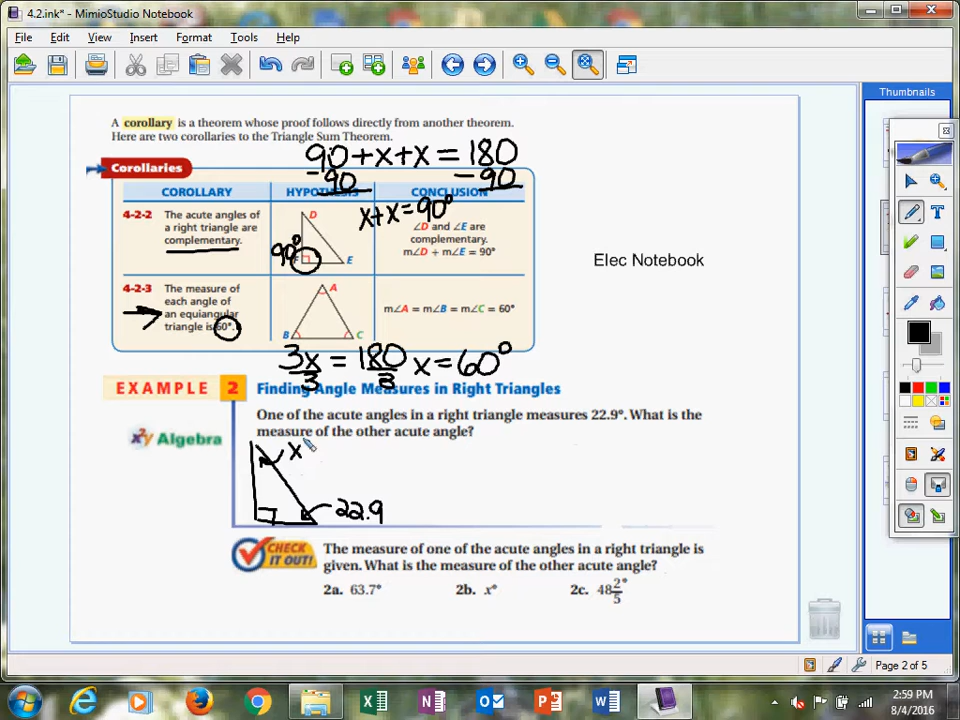 4.2.ink* - MimioStudio Notebook
File Edit View Insert Format Tools Help
Thumbnails
A corollary is a theorem whose proof follows directly from another theorem.
Here are two corollaries to the Triangle Sum Theorem.
90+x+x=180
-90 -90
Corollaries
COROLLARY HYPOTHESIS CONCLUSION
x+x=90°
4-2-2 The acute angles of
a right triangle are
complementary.
D
90°
F
E
∠D and ∠E are
complementary.
m∠D + m∠E = 90°
Elec Notebook
4-2-3 The measure of
each angle of
an equiangular
triangle is 60°.
A
B C
m∠A = m∠B = m∠C = 60°
3x = 180 x = 60°
3 3
EXAMPLE 2 Finding Angle Measures in Right Triangles
xy Algebra
One of the acute angles in a right triangle measures 22.9°. What is the
measure of the other acute angle?
x
22.9
CHECK
IT OUT!
The measure of one of the acute angles in a right triangle is
given. What is the measure of the other acute angle?
2a. 63.7° 2b. x° 2c. 48 2/5°
Page 2 of 5
2:59 PM
8/4/2016